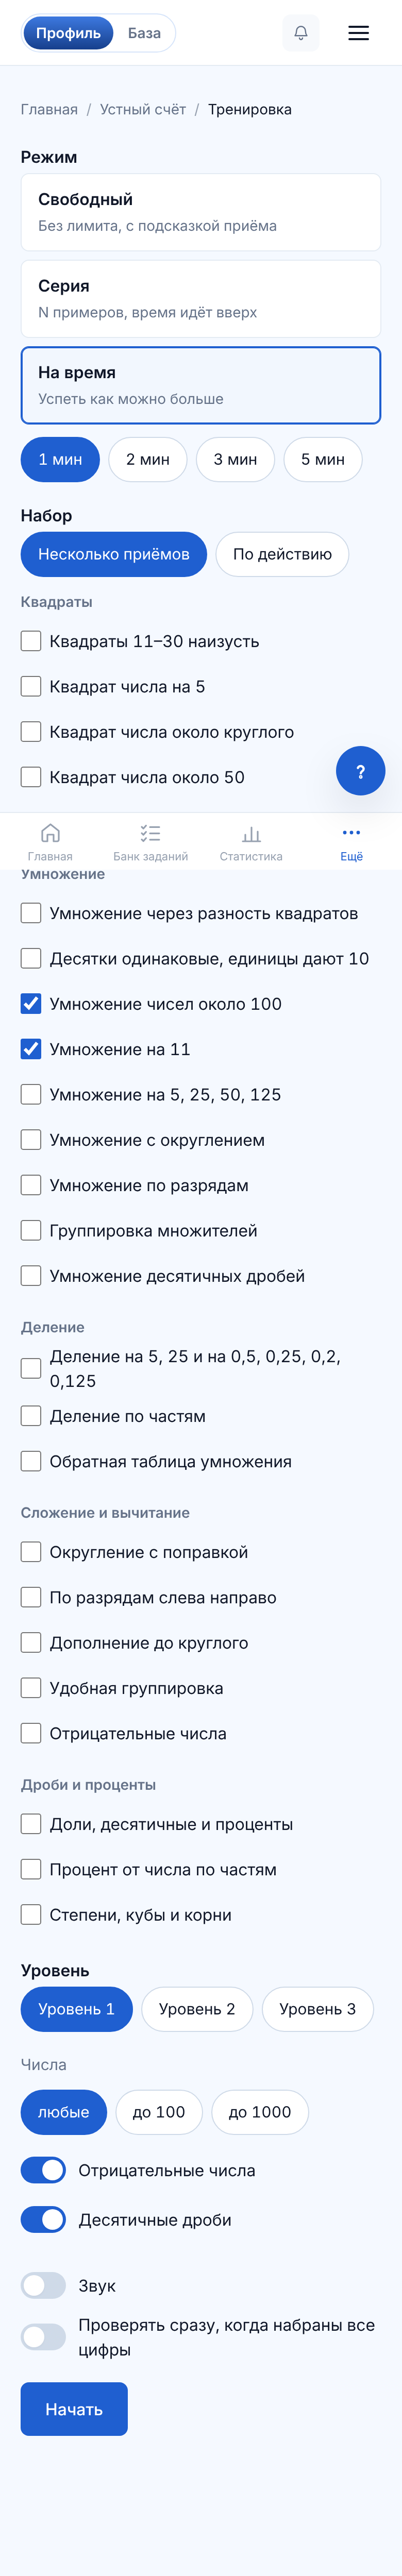 Профиль База
Главная / Устный счёт / Тренировка
Режим
Свободный
Без лимита, с подсказкой приёма
Серия
N примеров, время идёт вверх
На время
Успеть как можно больше
1 мин 2 мин 3 мин 5 мин
Набор
Несколько приёмов По действию
Квадраты
Квадраты 11–30 наизусть
Квадрат числа на 5
Квадрат числа около круглого
Квадрат числа около 50
?
Главная Банк заданий Статистика Ещё
Умножение
Умножение через разность квадратов
Десятки одинаковые, единицы дают 10
Умножение чисел около 100
Умножение на 11
Умножение на 5, 25, 50, 125
Умножение с округлением
Умножение по разрядам
Группировка множителей
Умножение десятичных дробей
Деление
Деление на 5, 25 и на 0,5, 0,25, 0,2,
0,125
Деление по частям
Обратная таблица умножения
Сложение и вычитание
Округление с поправкой
По разрядам слева направо
Дополнение до круглого
Удобная группировка
Отрицательные числа
Дроби и проценты
Доли, десятичные и проценты
Процент от числа по частям
Степени, кубы и корни
Уровень
Уровень 1 Уровень 2 Уровень 3
Числа
любые до 100 до 1000
Отрицательные числа
Десятичные дроби
Звук
Проверять сразу, когда набраны все
цифры
Начать